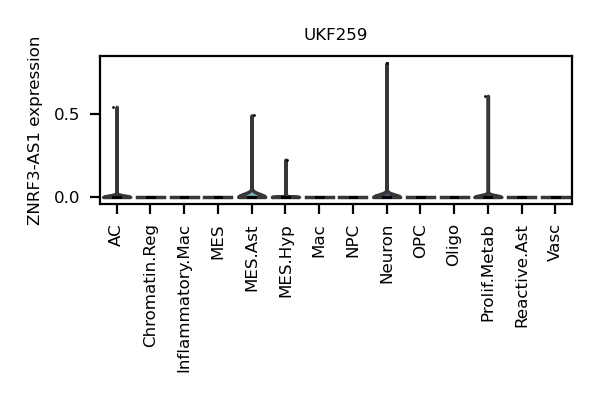 UKF259
ZNRF3-AS1 expression
0.5
0.0
AC
Chromatin.Reg
Inflammatory.Mac
MES
MES.Ast
MES.Hyp
Mac
NPC
Neuron
OPC
Oligo
Prolif.Metab
Reactive.Ast
Vasc